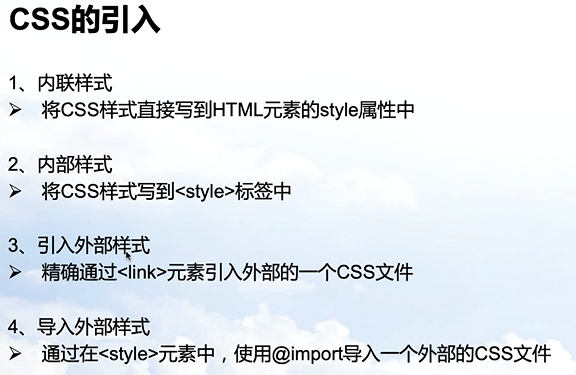 CSS的引入
1、内联样式
➢ 将CSS样式直接写到HTML元素的style属性中
2、内部样式
➢ 将CSS样式写到<style>标签中
3、引入外部样式
➢ 精确通过<link>元素引入外部的一个CSS文件
4、导入外部样式
➢ 通过在<style>元素中，使用@import导入一个外部的CSS文件